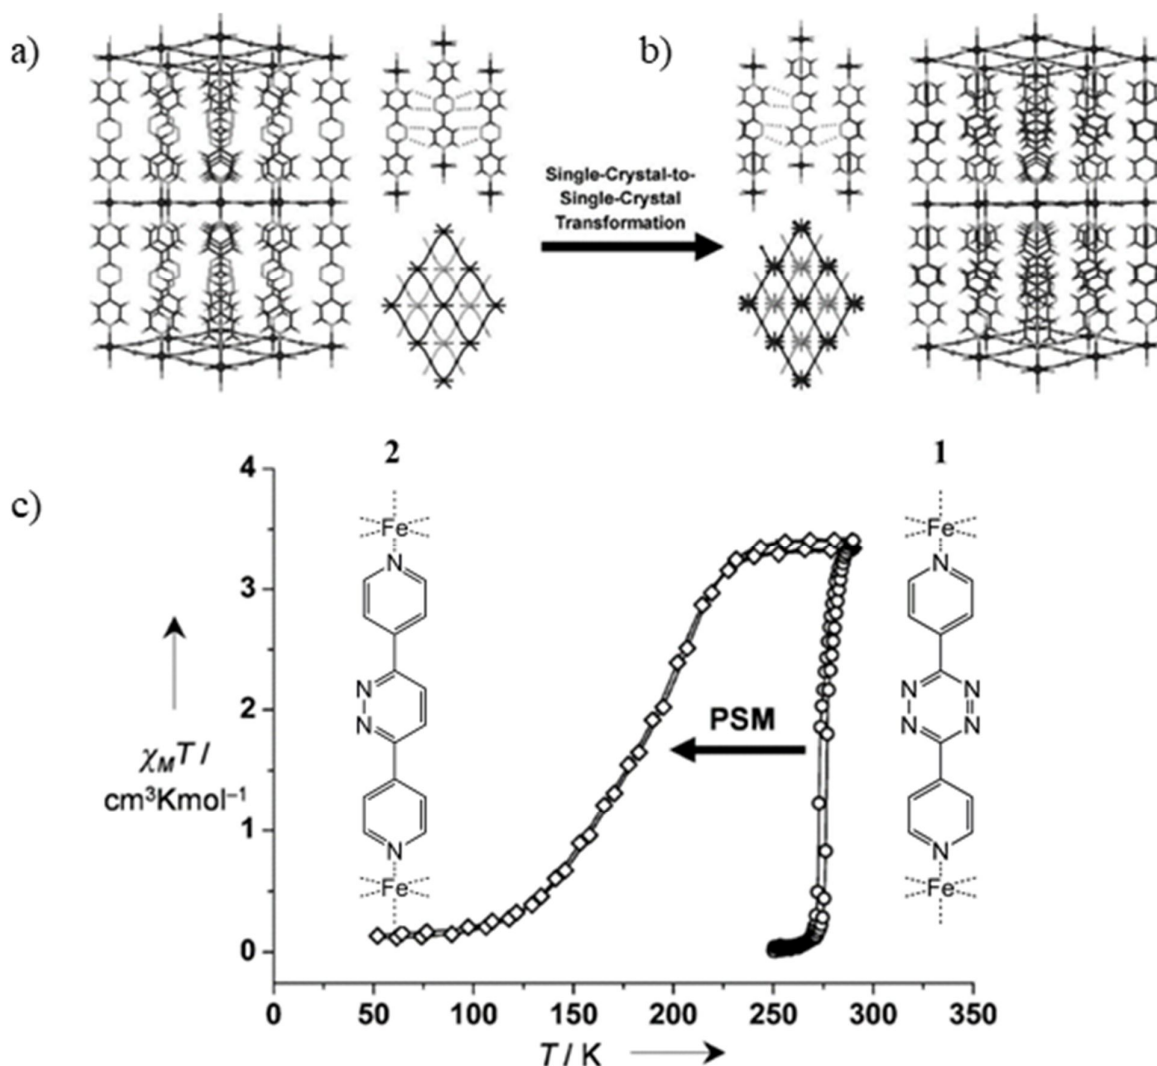 a)
b)
Single-Crystal-to-
Single-Crystal
Transformation
c)
2
1
4
3
2
1
0
χMT /
cm³Kmol⁻¹
Fe
N
N
N
N
Fe
PSM
Fe
N
N
N
N
N
N
Fe
0
50
100
150
200
250
300
350
T / K